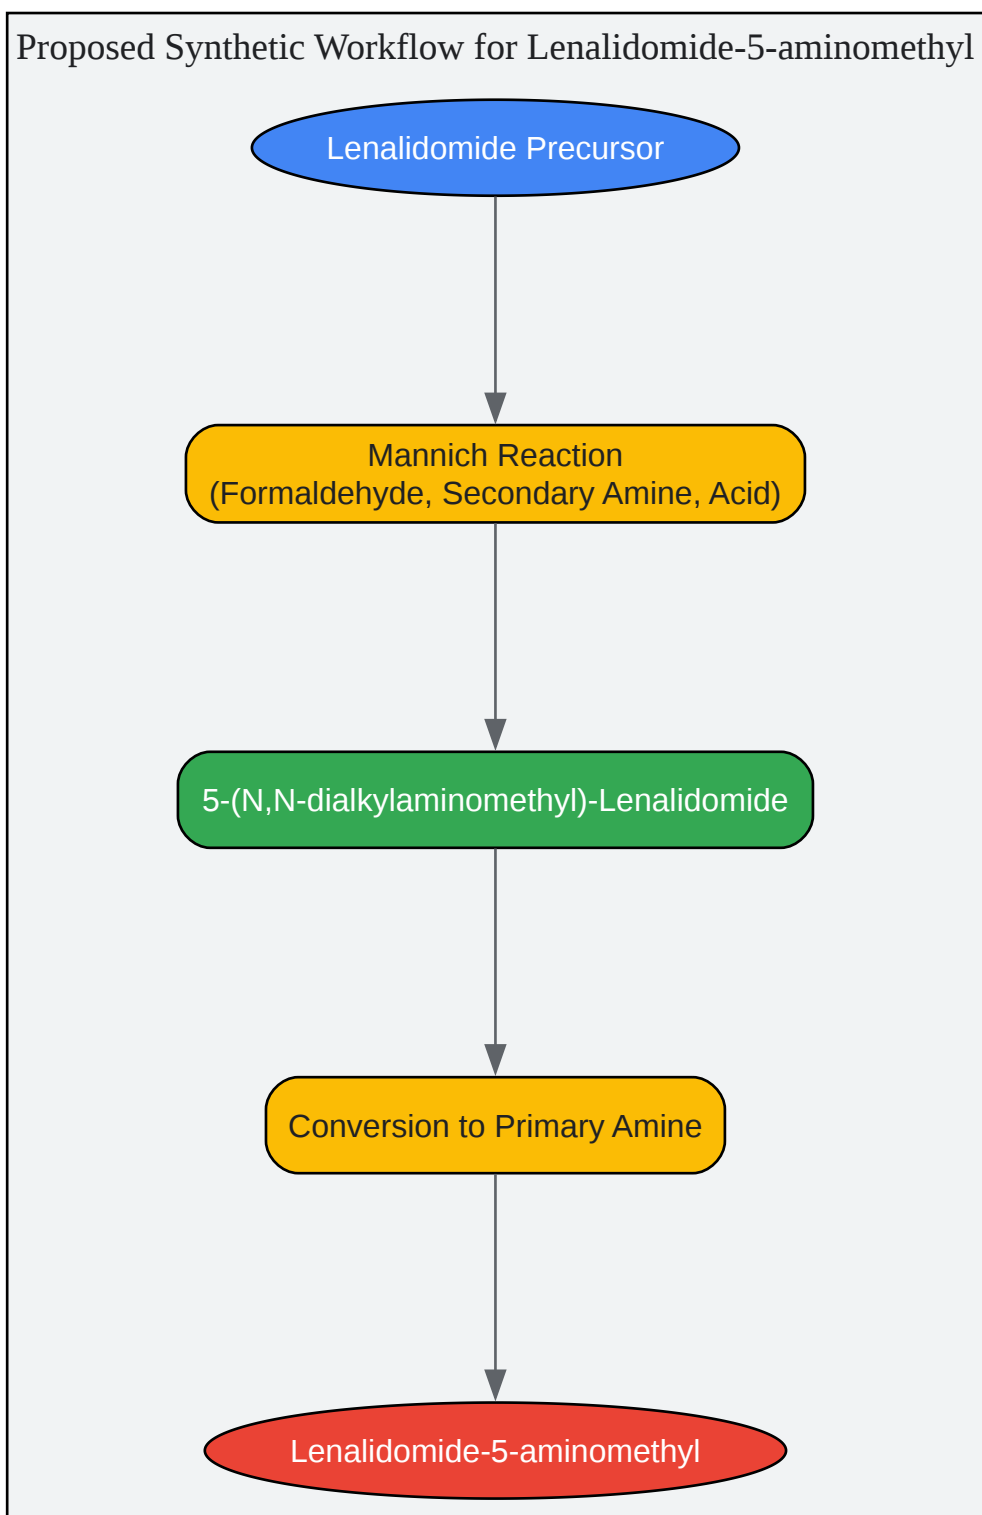 Proposed Synthetic Workflow for Lenalidomide-5-aminomethyl
Lenalidomide Precursor
Mannich Reaction
(Formaldehyde, Secondary Amine, Acid)
5-(N,N-dialkylaminomethyl)-Lenalidomide
Conversion to Primary Amine
Lenalidomide-5-aminomethyl